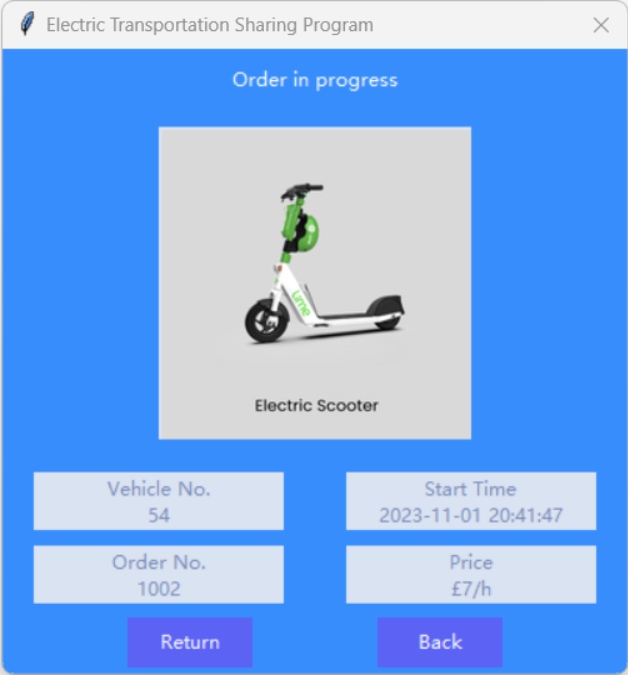 Electric Transportation Sharing Program
Order in progress
Lime
Electric Scooter
Vehicle No.
54
Start Time
2023-11-01 20:41:47
Order No.
1002
Price
£7/h
Return
Back